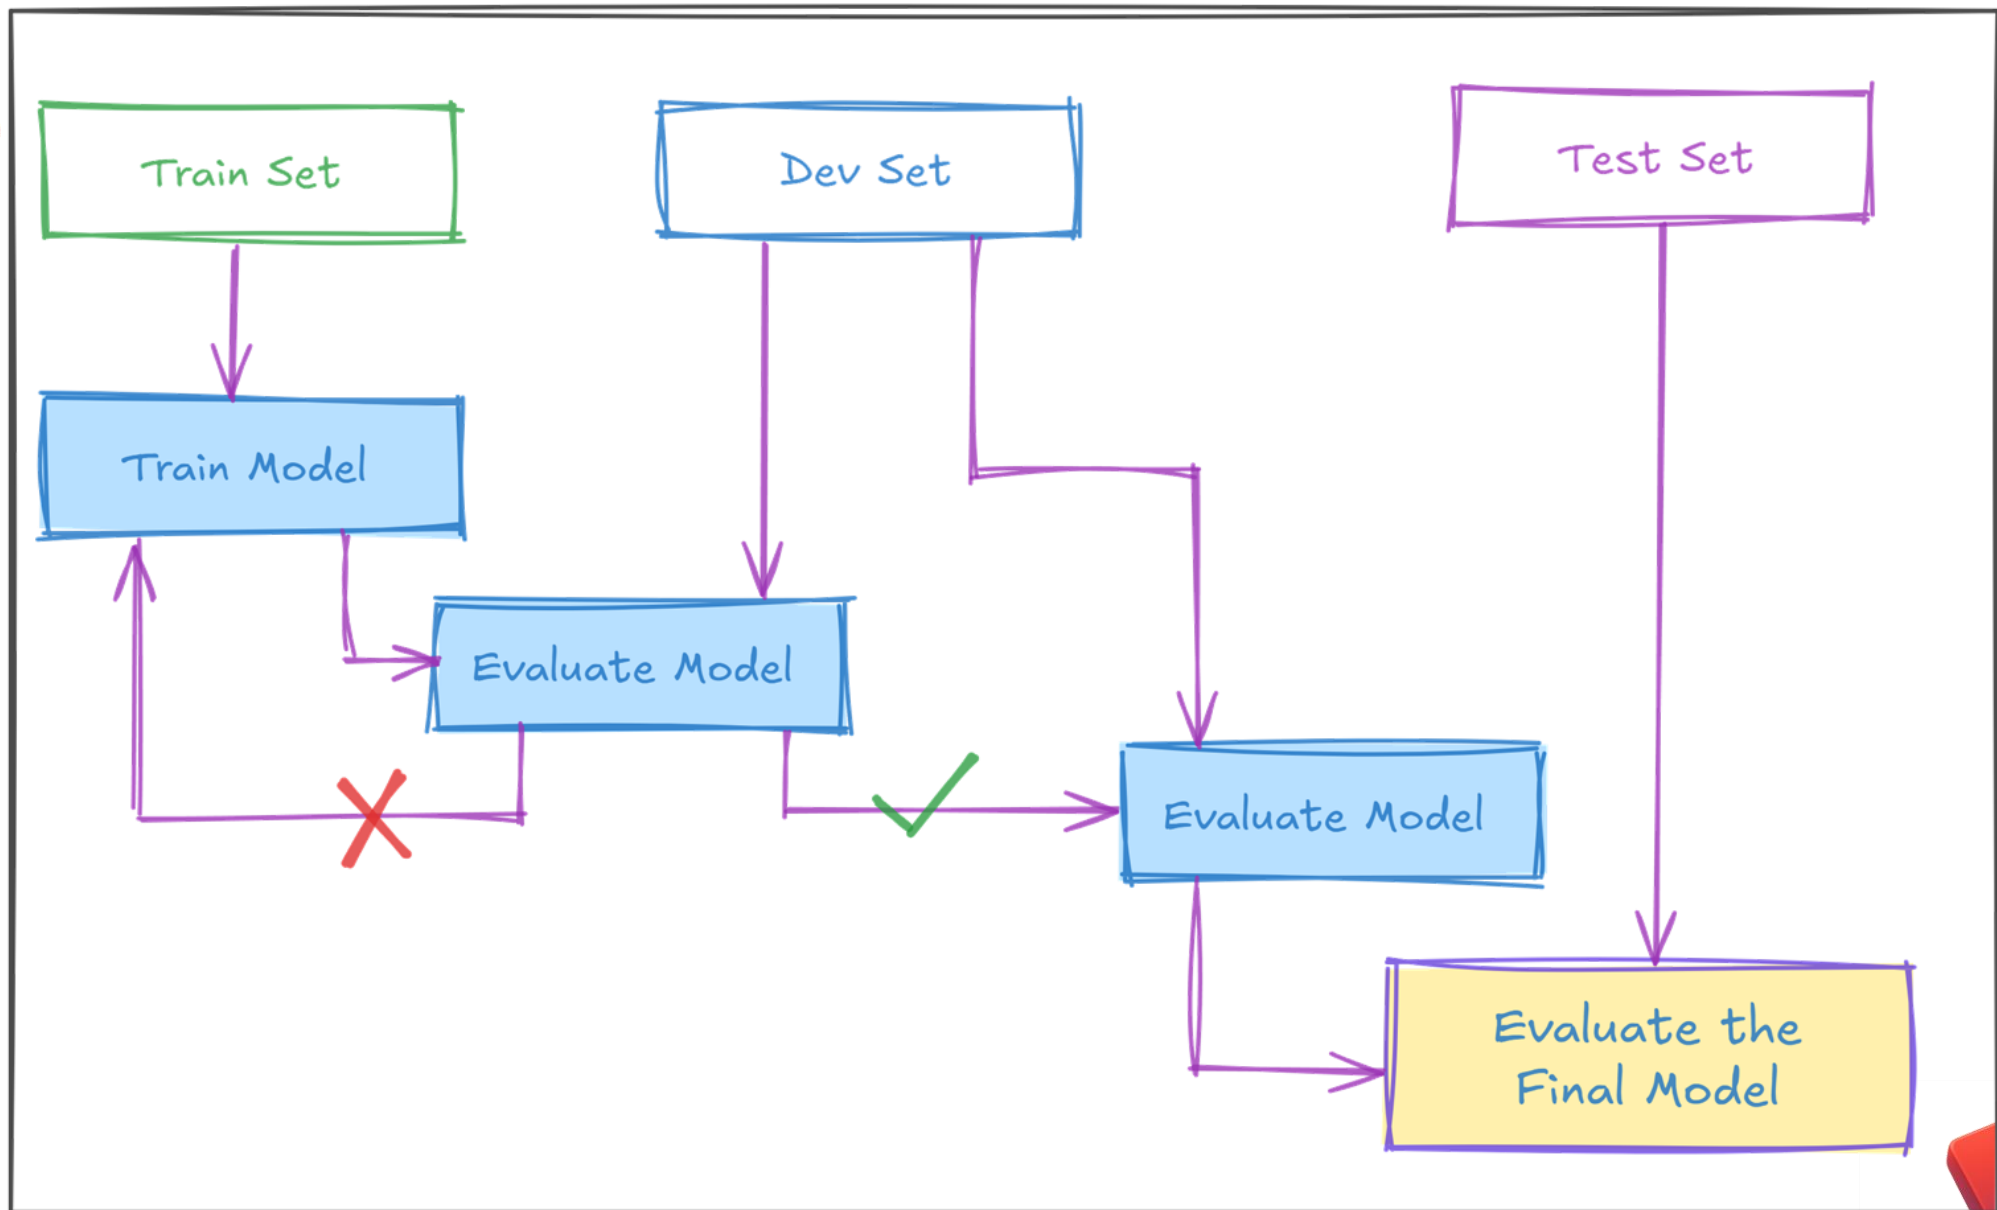 Train Set
Dev Set
Test Set
Train Model
Evaluate Model
Evaluate Model
Evaluate the
Final Model